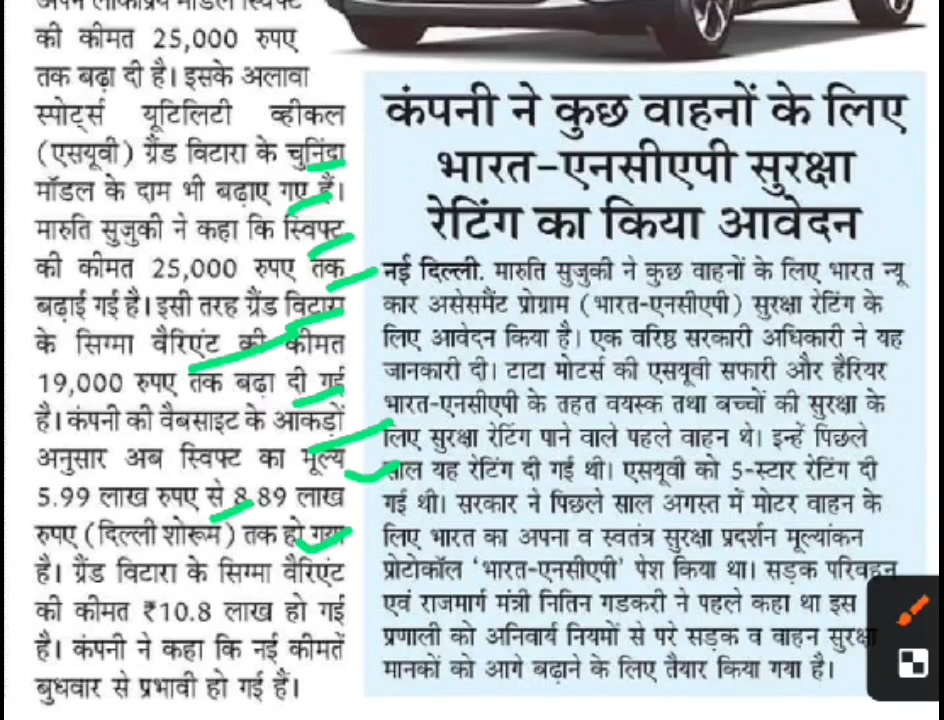 अपने लोकप्रिय मॉडल स्विफ्ट
की कीमत 25,000 रुपए
तक बढ़ा दी है। इसके अलावा
स्पोर्ट्स यूटिलिटी व्हीकल
(एसयूवी) ग्रैंड विटारा के चुनिंदा
मॉडल के दाम भी बढ़ाए गए हैं।
मारुति सुजुकी ने कहा कि स्विफ्ट
की कीमत 25,000 रुपए तक
बढ़ाई गई है। इसी तरह ग्रैंड विटारा
के सिग्मा वैरिएंट की कीमत
19,000 रुपए तक बढ़ा दी गई
है। कंपनी की वैबसाइट के आंकड़ों
अनुसार अब स्विफ्ट का मूल्य
5.99 लाख रुपए से 8.89 लाख
रुपए (दिल्ली शोरूम) तक हो गया
है। ग्रैंड विटारा के सिग्मा वैरिएंट
की कीमत ₹10.8 लाख हो गई
है। कंपनी ने कहा कि नई कीमतें
बुधवार से प्रभावी हो गई हैं।
कंपनी ने कुछ वाहनों के लिए
भारत-एनसीएपी सुरक्षा
रेटिंग का किया आवेदन
नई दिल्ली. मारुति सुजुकी ने कुछ वाहनों के लिए भारत न्यू
कार असेसमैंट प्रोग्राम (भारत-एनसीएपी) सुरक्षा रेटिंग के
लिए आवेदन किया है। एक वरिष्ठ सरकारी अधिकारी ने यह
जानकारी दी। टाटा मोटर्स की एसयूवी सफारी और हैरियर
भारत-एनसीएपी के तहत वयस्क तथा बच्चों की सुरक्षा के
लिए सुरक्षा रेटिंग पाने वाले पहले वाहन थे। इन्हें पिछले
साल यह रेटिंग दी गई थी। एसयूवी को 5-स्टार रेटिंग दी
गई थी। सरकार ने पिछले साल अगस्त में मोटर वाहन के
लिए भारत का अपना व स्वतंत्र सुरक्षा प्रदर्शन मूल्यांकन
प्रोटोकॉल ‘भारत-एनसीएपी’ पेश किया था। सड़क परिवहन
एवं राजमार्ग मंत्री नितिन गडकरी ने पहले कहा था इस
प्रणाली को अनिवार्य नियमों से परे सड़क व वाहन सुरक्षा
मानकों को आगे बढ़ाने के लिए तैयार किया गया है।